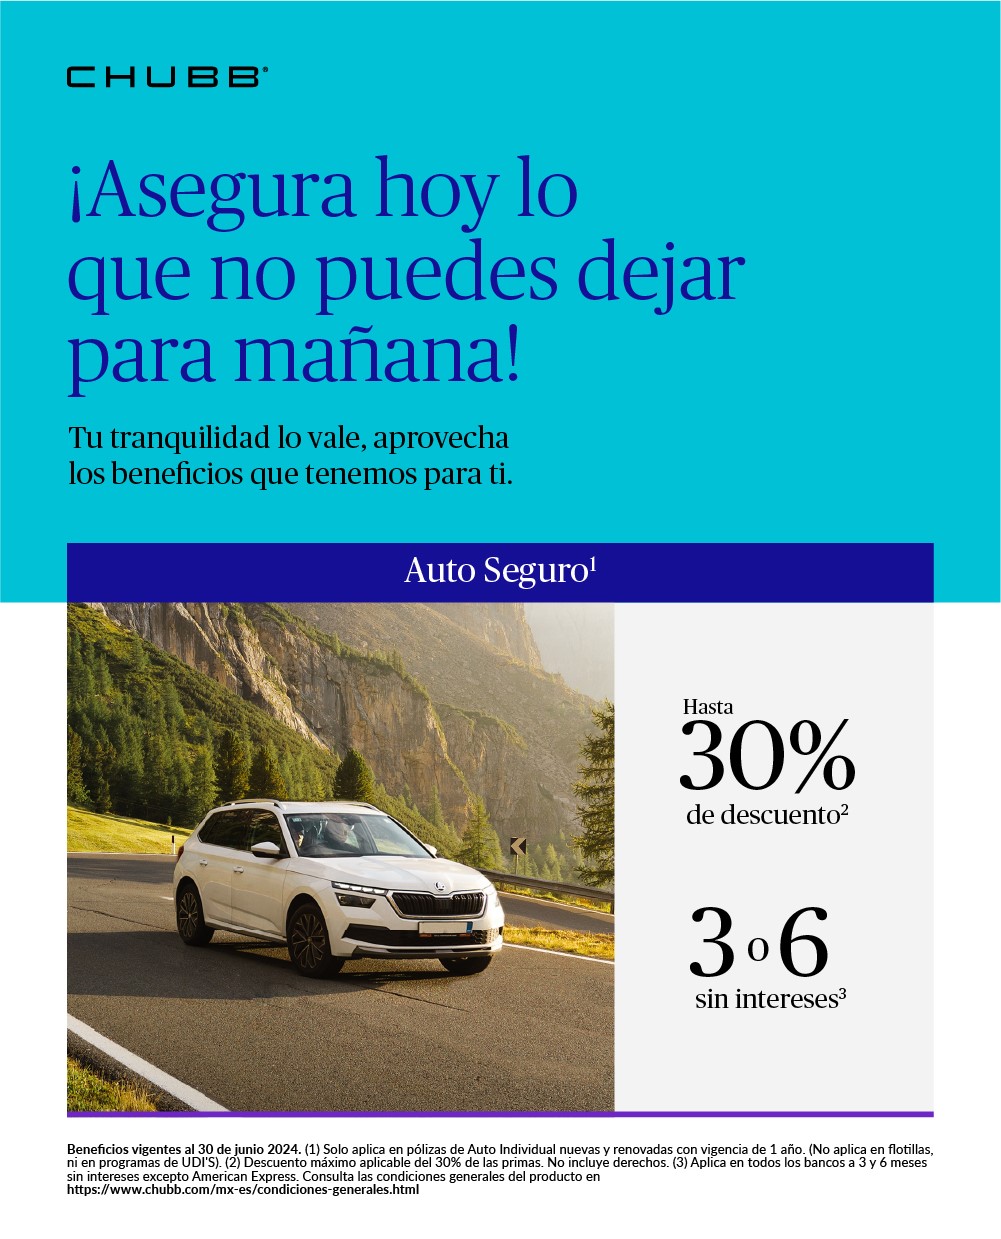 CHUBB®
¡Asegura hoy lo
que no puedes dejar
para mañana!
Tu tranquilidad lo vale, aprovecha
los beneficios que tenemos para ti.
Auto Seguro¹
Hasta
30%
de descuento²
3 o 6
sin intereses³
Beneficios vigentes al 30 de junio 2024. (1) Solo aplica en pólizas de Auto Individual nuevas y renovadas con vigencia de 1 año. (No aplica en flotillas,
ni en programas de UDI'S). (2) Descuento máximo aplicable del 30% de las primas. No incluye derechos. (3) Aplica en todos los bancos a 3 y 6 meses
sin intereses excepto American Express. Consulta las condiciones generales del producto en
https://www.chubb.com/mx-es/condiciones-generales.html